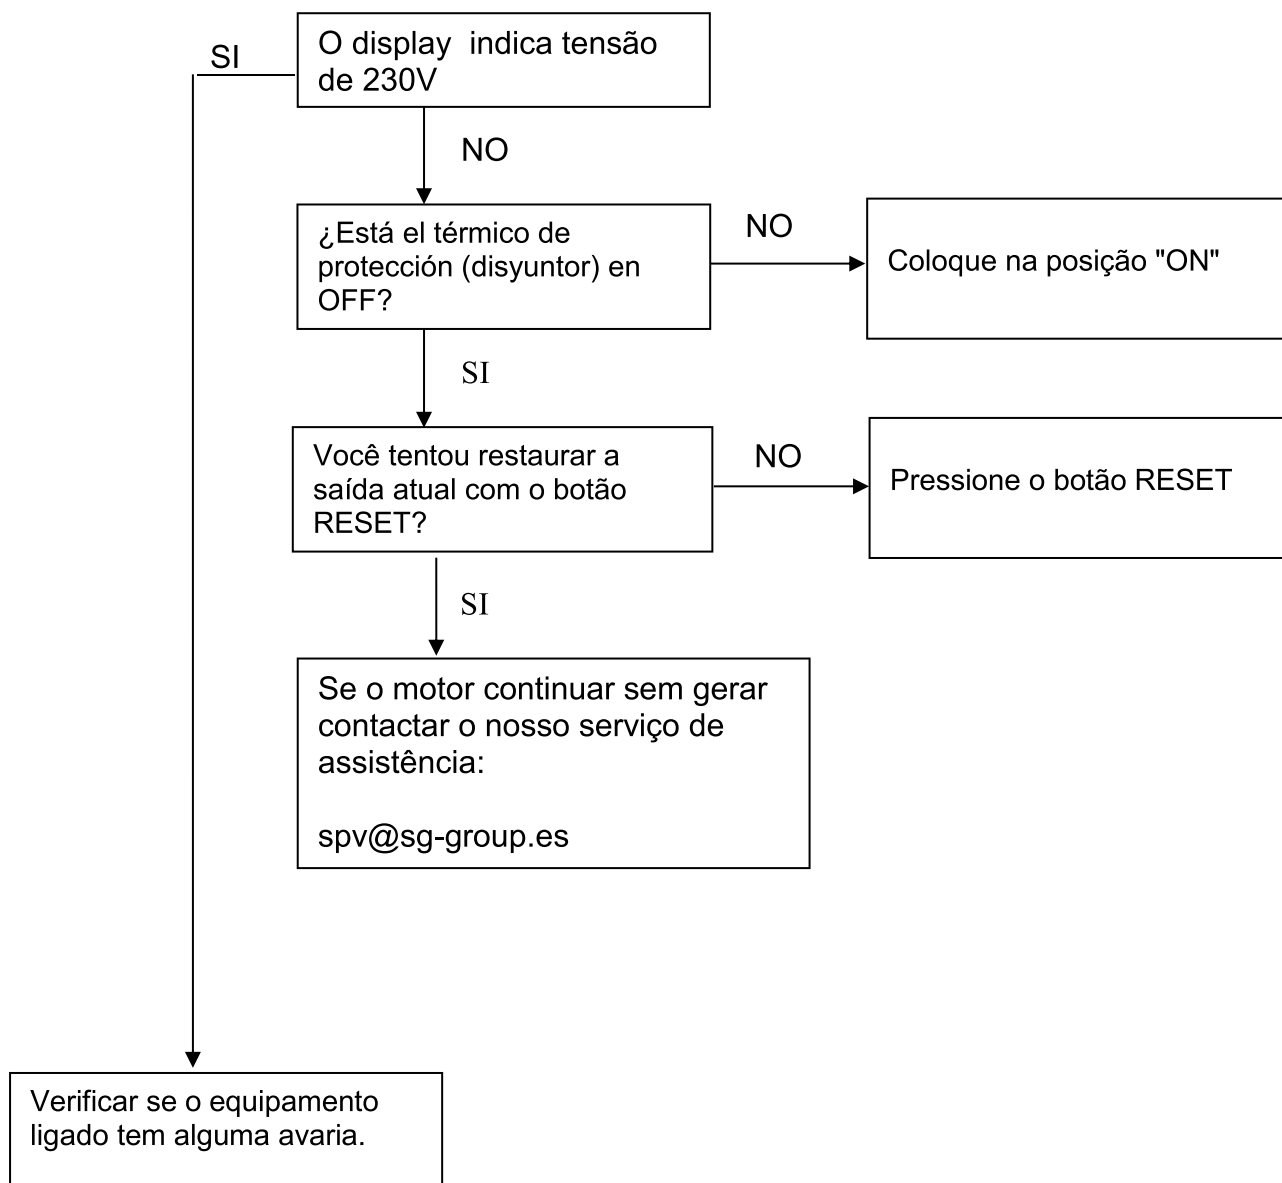 SI
O display  indica tensão
de 230V
NO
¿Está el térmico de
protección (disyuntor) en
OFF?
NO
Coloque na posição "ON"
SI
Você tentou restaurar a
saída atual com o botão
RESET?
NO
Pressione o botão RESET
SI
Se o motor continuar sem gerar
contactar o nosso serviço de
assistência:
spv@sg-group.es
Verificar se o equipamento
ligado tem alguma avaria.